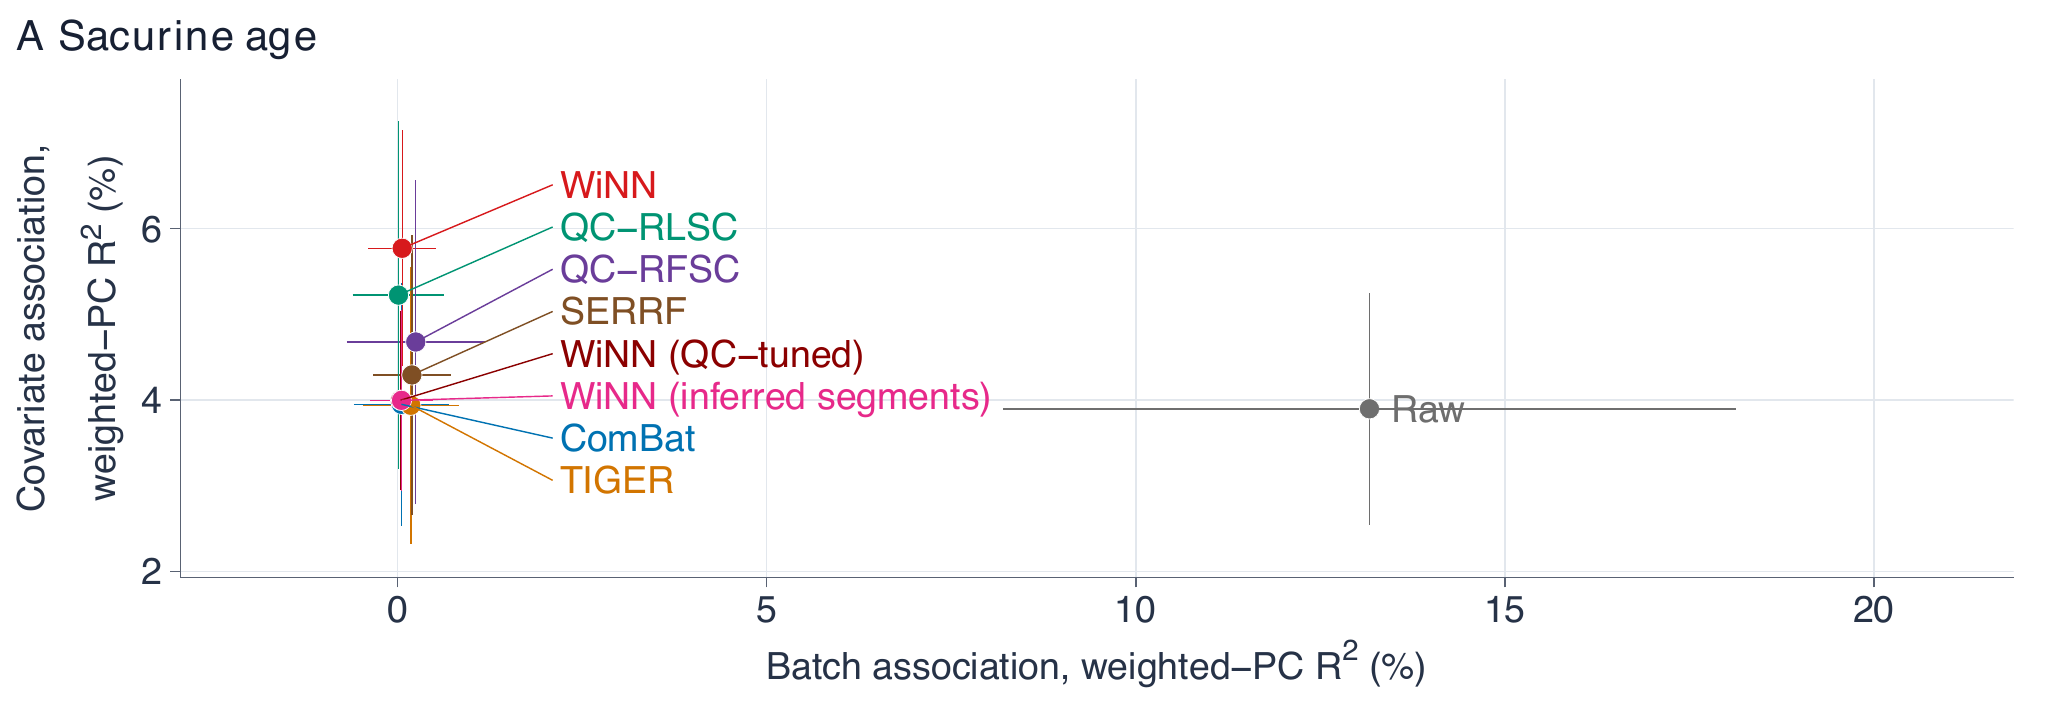 A Sacurine age
Covariate association,
weighted−PC R² (%)
6
4
2
WiNN
QC−RLSC
QC−RFSC
SERRF
WiNN (QC−tuned)
WiNN (inferred segments)
ComBat
TIGER
Raw
0 5 10 15 20
Batch association, weighted−PC R² (%)